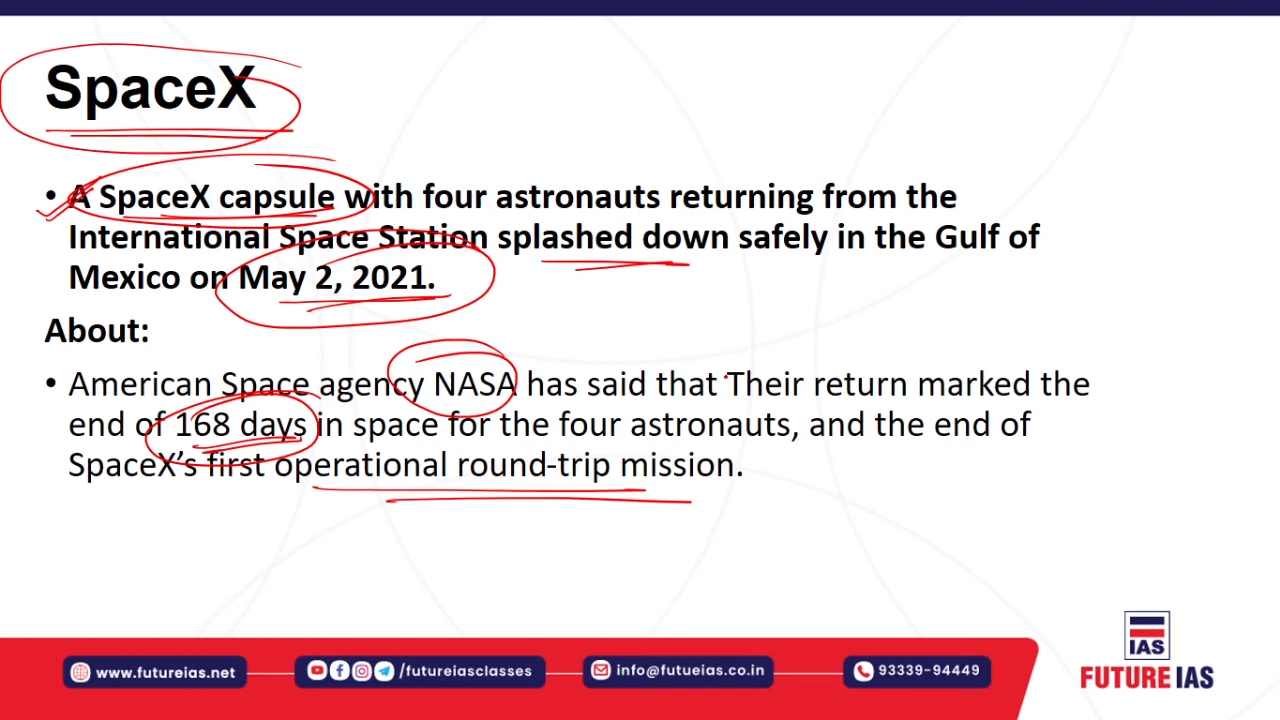 SpaceX
• A SpaceX capsule with four astronauts returning from the
International Space Station splashed down safely in the Gulf of
Mexico on May 2, 2021.
About:
• American Space agency NASA has said that Their return marked the
end of 168 days in space for the four astronauts, and the end of
SpaceX’s first operational round-trip mission.
IAS
FUTURE IAS
www.futureias.net
/futureiasclasses
info@futueias.co.in
93339-94449